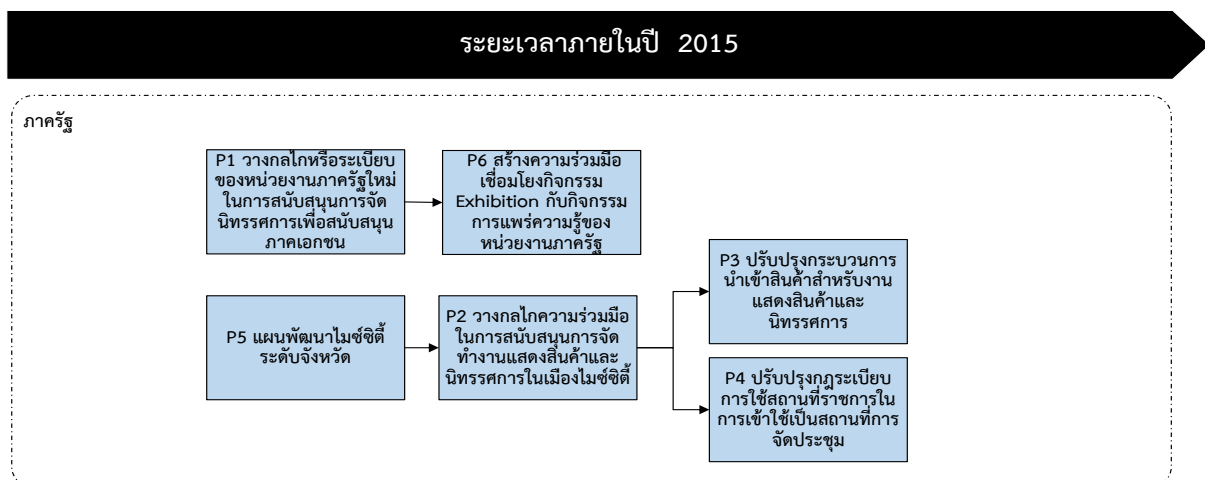 ระยะเวลาภายในปี 2015
ภาครัฐ
P1 วางกลไกหรือระเบียบ
ของหน่วยงานภาครัฐใหม่
ในการสนับสนุนการจัด
นิทรรศการเพื่อสนับสนุน
ภาคเอกชน
P6 สร้างความร่วมมือ
เชื่อมโยงกิจกรรม
Exhibition กับกิจกรรม
การแพร่ความรู้ของ
หน่วยงานภาครัฐ
P5 แผนพัฒนาไมซ์ซิตี้
ระดับจังหวัด
P2 วางกลไกความร่วมมือ
ในการสนับสนุนการจัด
ทำงานแสดงสินค้าและ
นิทรรศการในเมืองไมซ์ซิตี้
P3 ปรับปรุงกระบวนการ
นำเข้าสินค้าสำหรับงาน
แสดงสินค้าและ
นิทรรศการ
P4 ปรับปรุงกฎระเบียบ
การใช้สถานที่ราชการใน
การเข้าใช้เป็นสถานที่การ
จัดประชุม